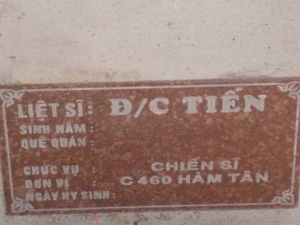 LIỆT SĨ: Đ/C TIẾN
SINH NĂM :
QUÊ QUÁN :
CHỨC VỤ : CHIẾN SĨ
ĐƠN VỊ : C 460 HÀM TÂN
NGÀY HY SINH: